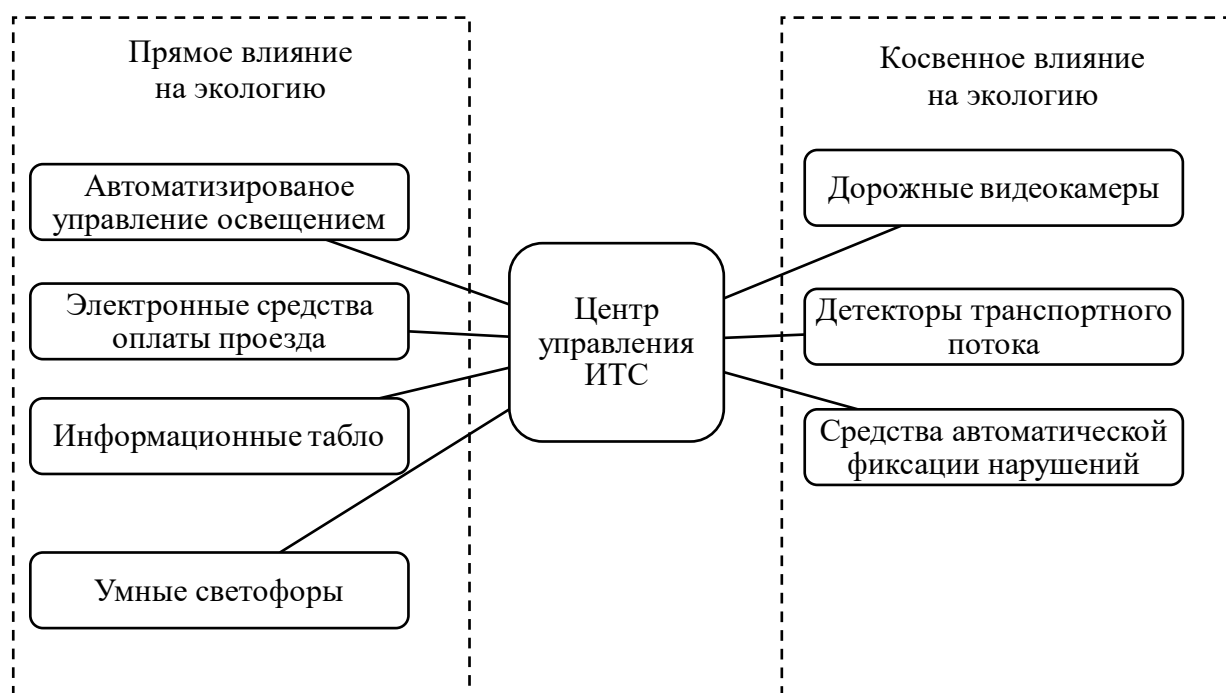 Прямое влияние
на экологию
Автоматизированое
управление освещением
Электронные средства
оплаты проезда
Информационные табло
Умные светофоры
Центр
управления
ИТС
Косвенное влияние
на экологию
Дорожные видеокамеры
Детекторы транспортного
потока
Средства автоматической
фиксации нарушений